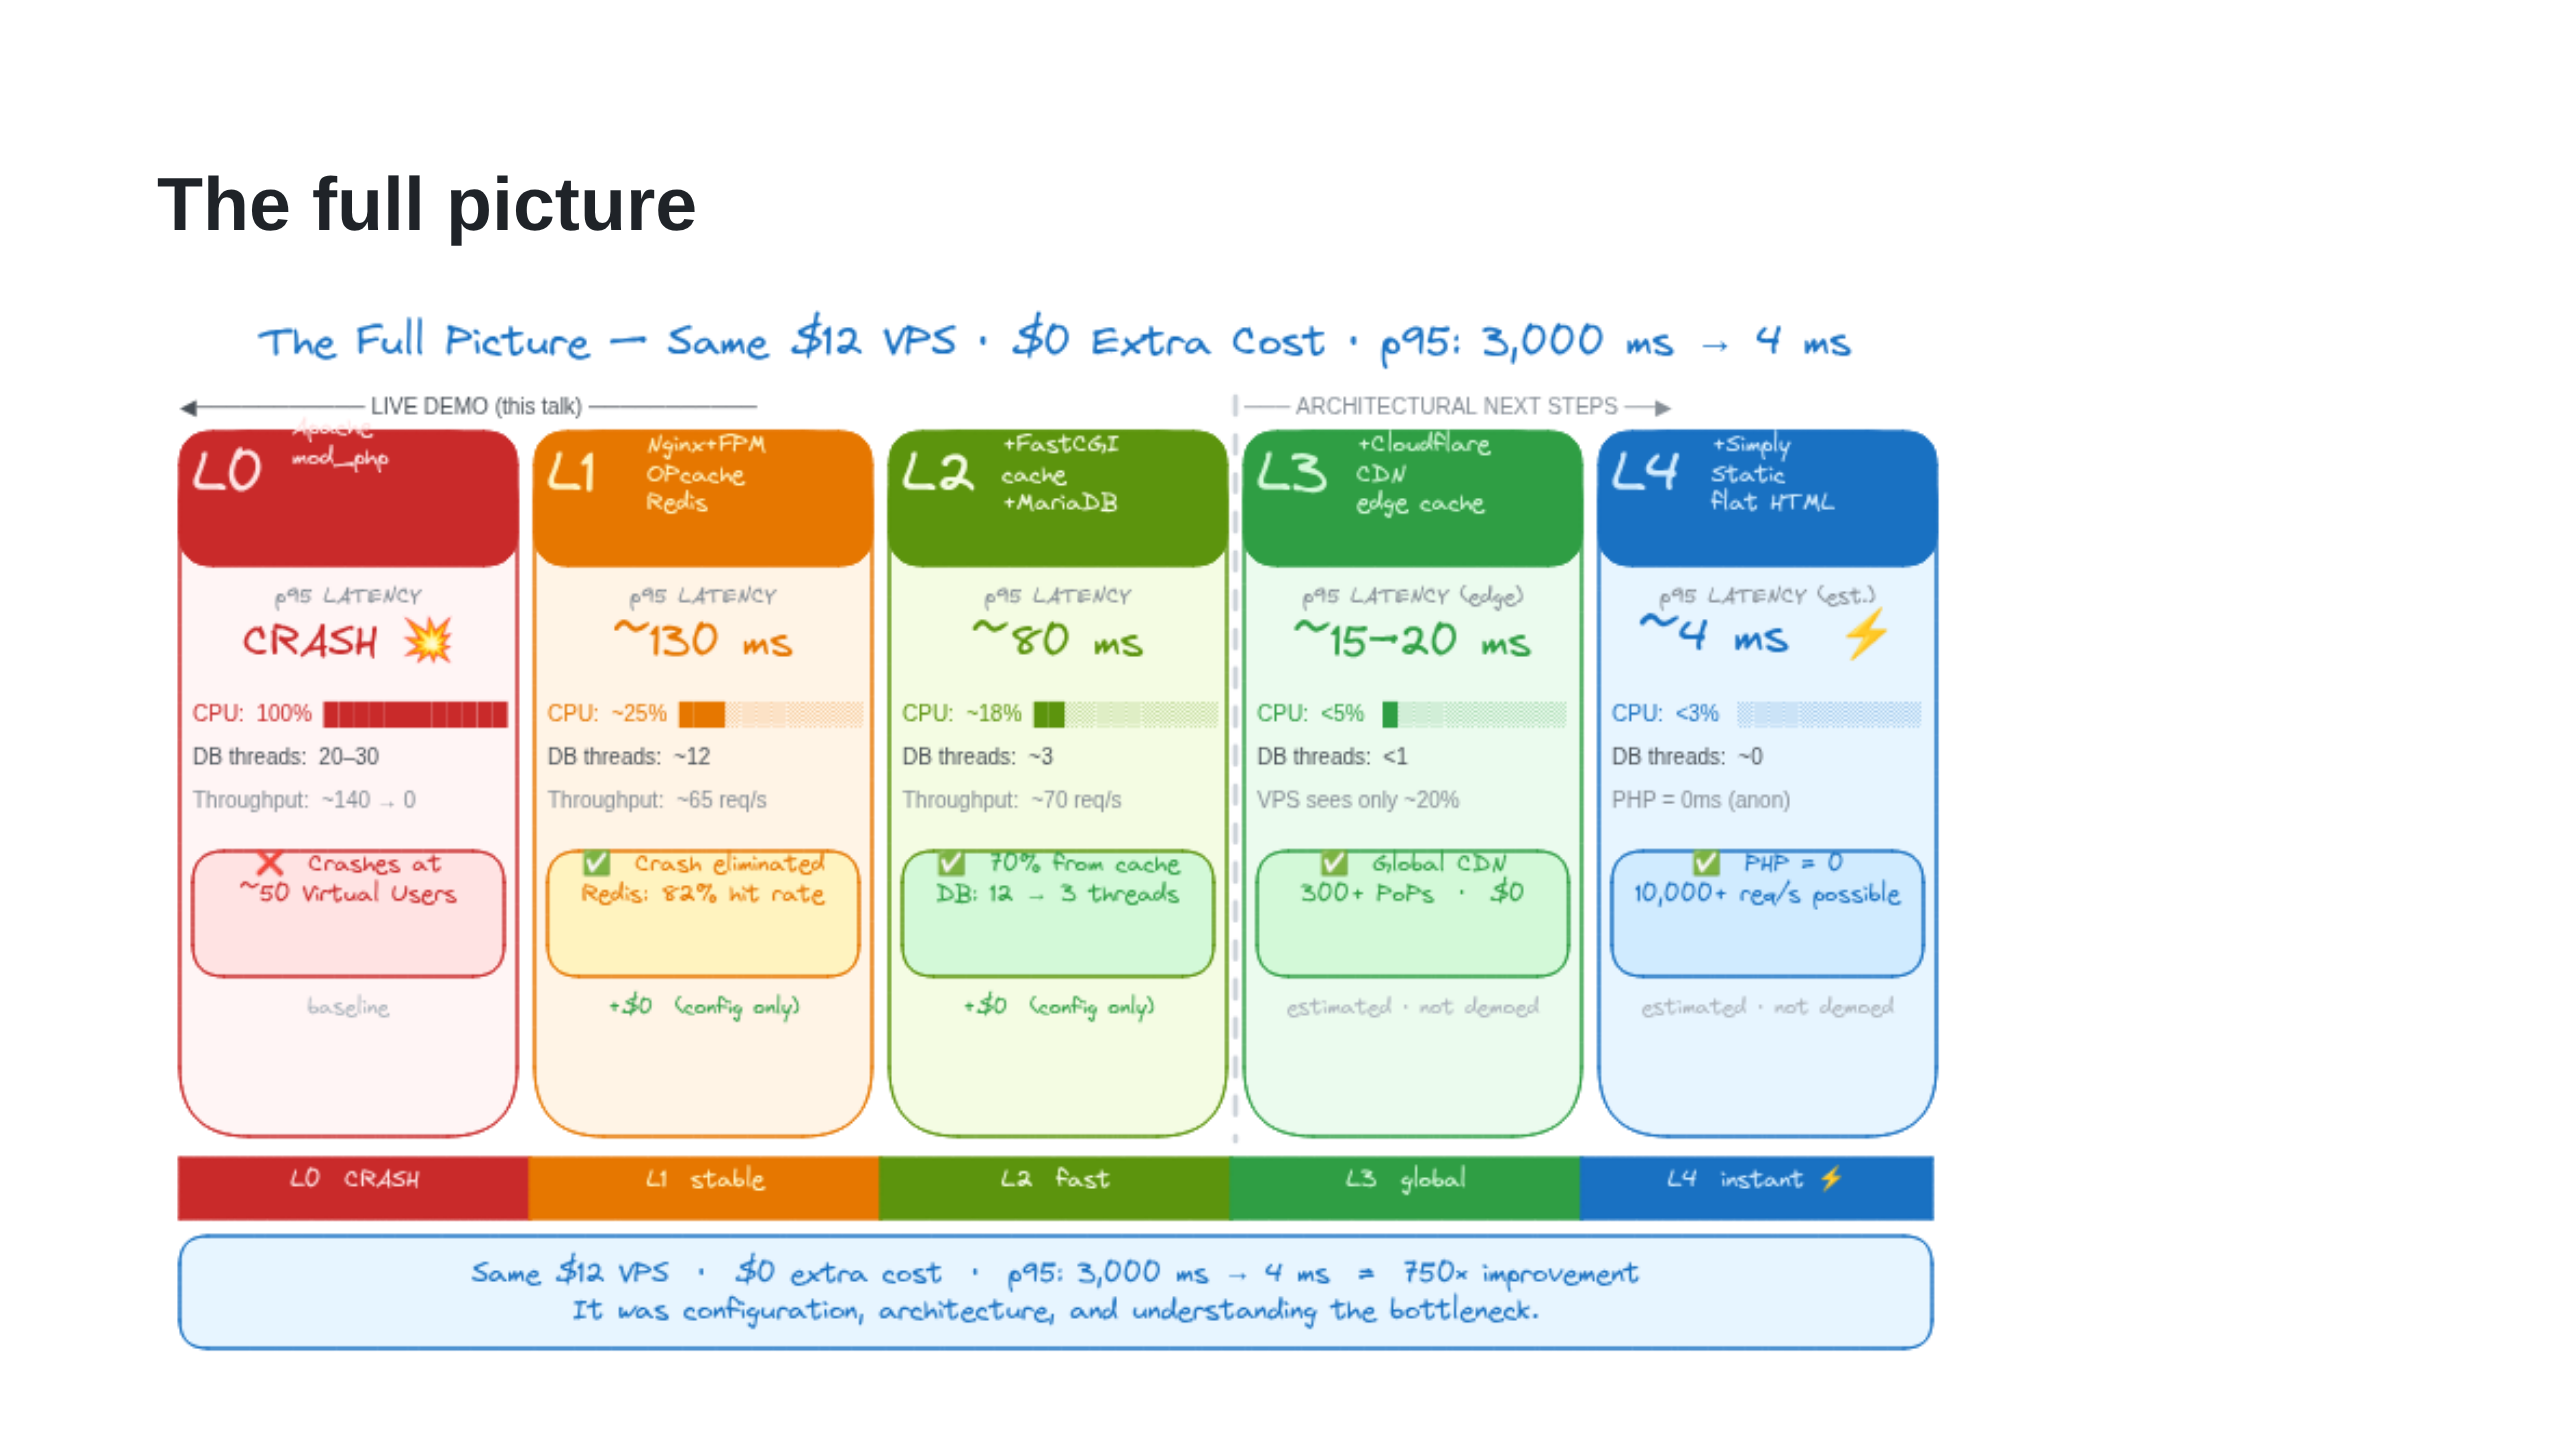 The full picture
The Full Picture — Same $12 VPS · $0 Extra Cost · p95: 3,000 ms → 4 ms
LIVE DEMO (this talk)
ARCHITECTURAL NEXT STEPS
L0
Apache
mod_php
p95 LATENCY
CRASH 💥
CPU: 100%
DB threads: 20–30
Throughput: ~140 → 0
❌ Crashes at
~50 Virtual Users
baseline
L1
Nginx+FPM
OPcache
Redis
p95 LATENCY
~130 ms
CPU: ~25%
DB threads: ~12
Throughput: ~65 req/s
✅ Crash eliminated
Redis: 82% hit rate
+$0 (config only)
L2
+FastCGI
cache
+MariaDB
p95 LATENCY
~80 ms
CPU: ~18%
DB threads: ~3
Throughput: ~70 req/s
✅ 70% from cache
DB: 12 → 3 threads
+$0 (config only)
L3
+Cloudflare
CDN
edge cache
p95 LATENCY (edge)
~15–20 ms
CPU: <5%
DB threads: <1
VPS sees only ~20%
✅ Global CDN
300+ PoPs · $0
estimated · not demoed
L4
+Simply
Static
flat HTML
p95 LATENCY (est.)
~4 ms ⚡
CPU: <3%
DB threads: ~0
PHP = 0ms (anon)
✅ PHP = 0
10,000+ req/s possible
estimated · not demoed
L0 CRASH
L1 stable
L2 fast
L3 global
L4 instant ⚡
Same $12 VPS · $0 extra cost · p95: 3,000 ms → 4 ms = 750x improvement
It was configuration, architecture, and understanding the bottleneck.